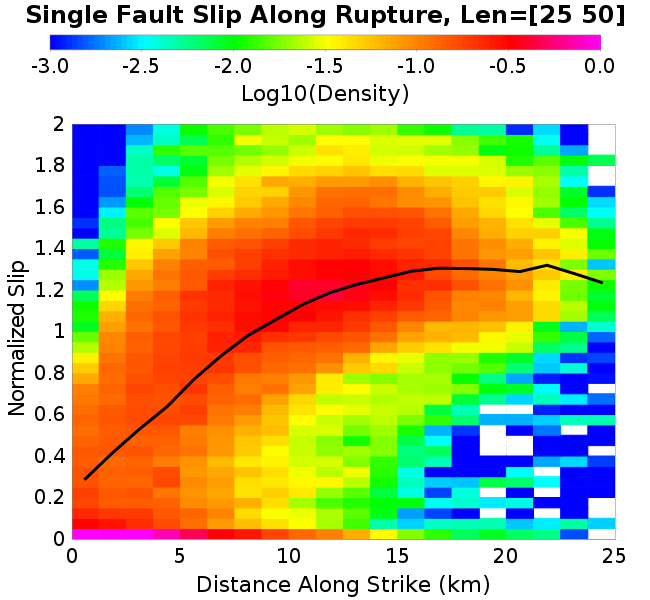 Single Fault Slip Along Rupture, Len=[25 50]
-3.0 -2.5 -2.0 -1.5 -1.0 -0.5 0.0
Log10(Density)
2
1.8
1.6
1.4
1.2
1
0.8
0.6
0.4
0.2
0
Normalized Slip
0 5 10 15 20 25
Distance Along Strike (km)